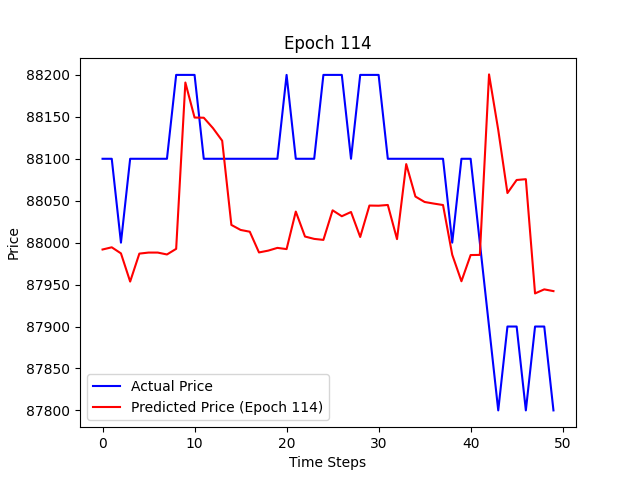 Epoch 114
Price
88200
88150
88100
88050
88000
87950
87900
87850
87800
Actual Price
Predicted Price (Epoch 114)
0 10 20 30 40 50
Time Steps